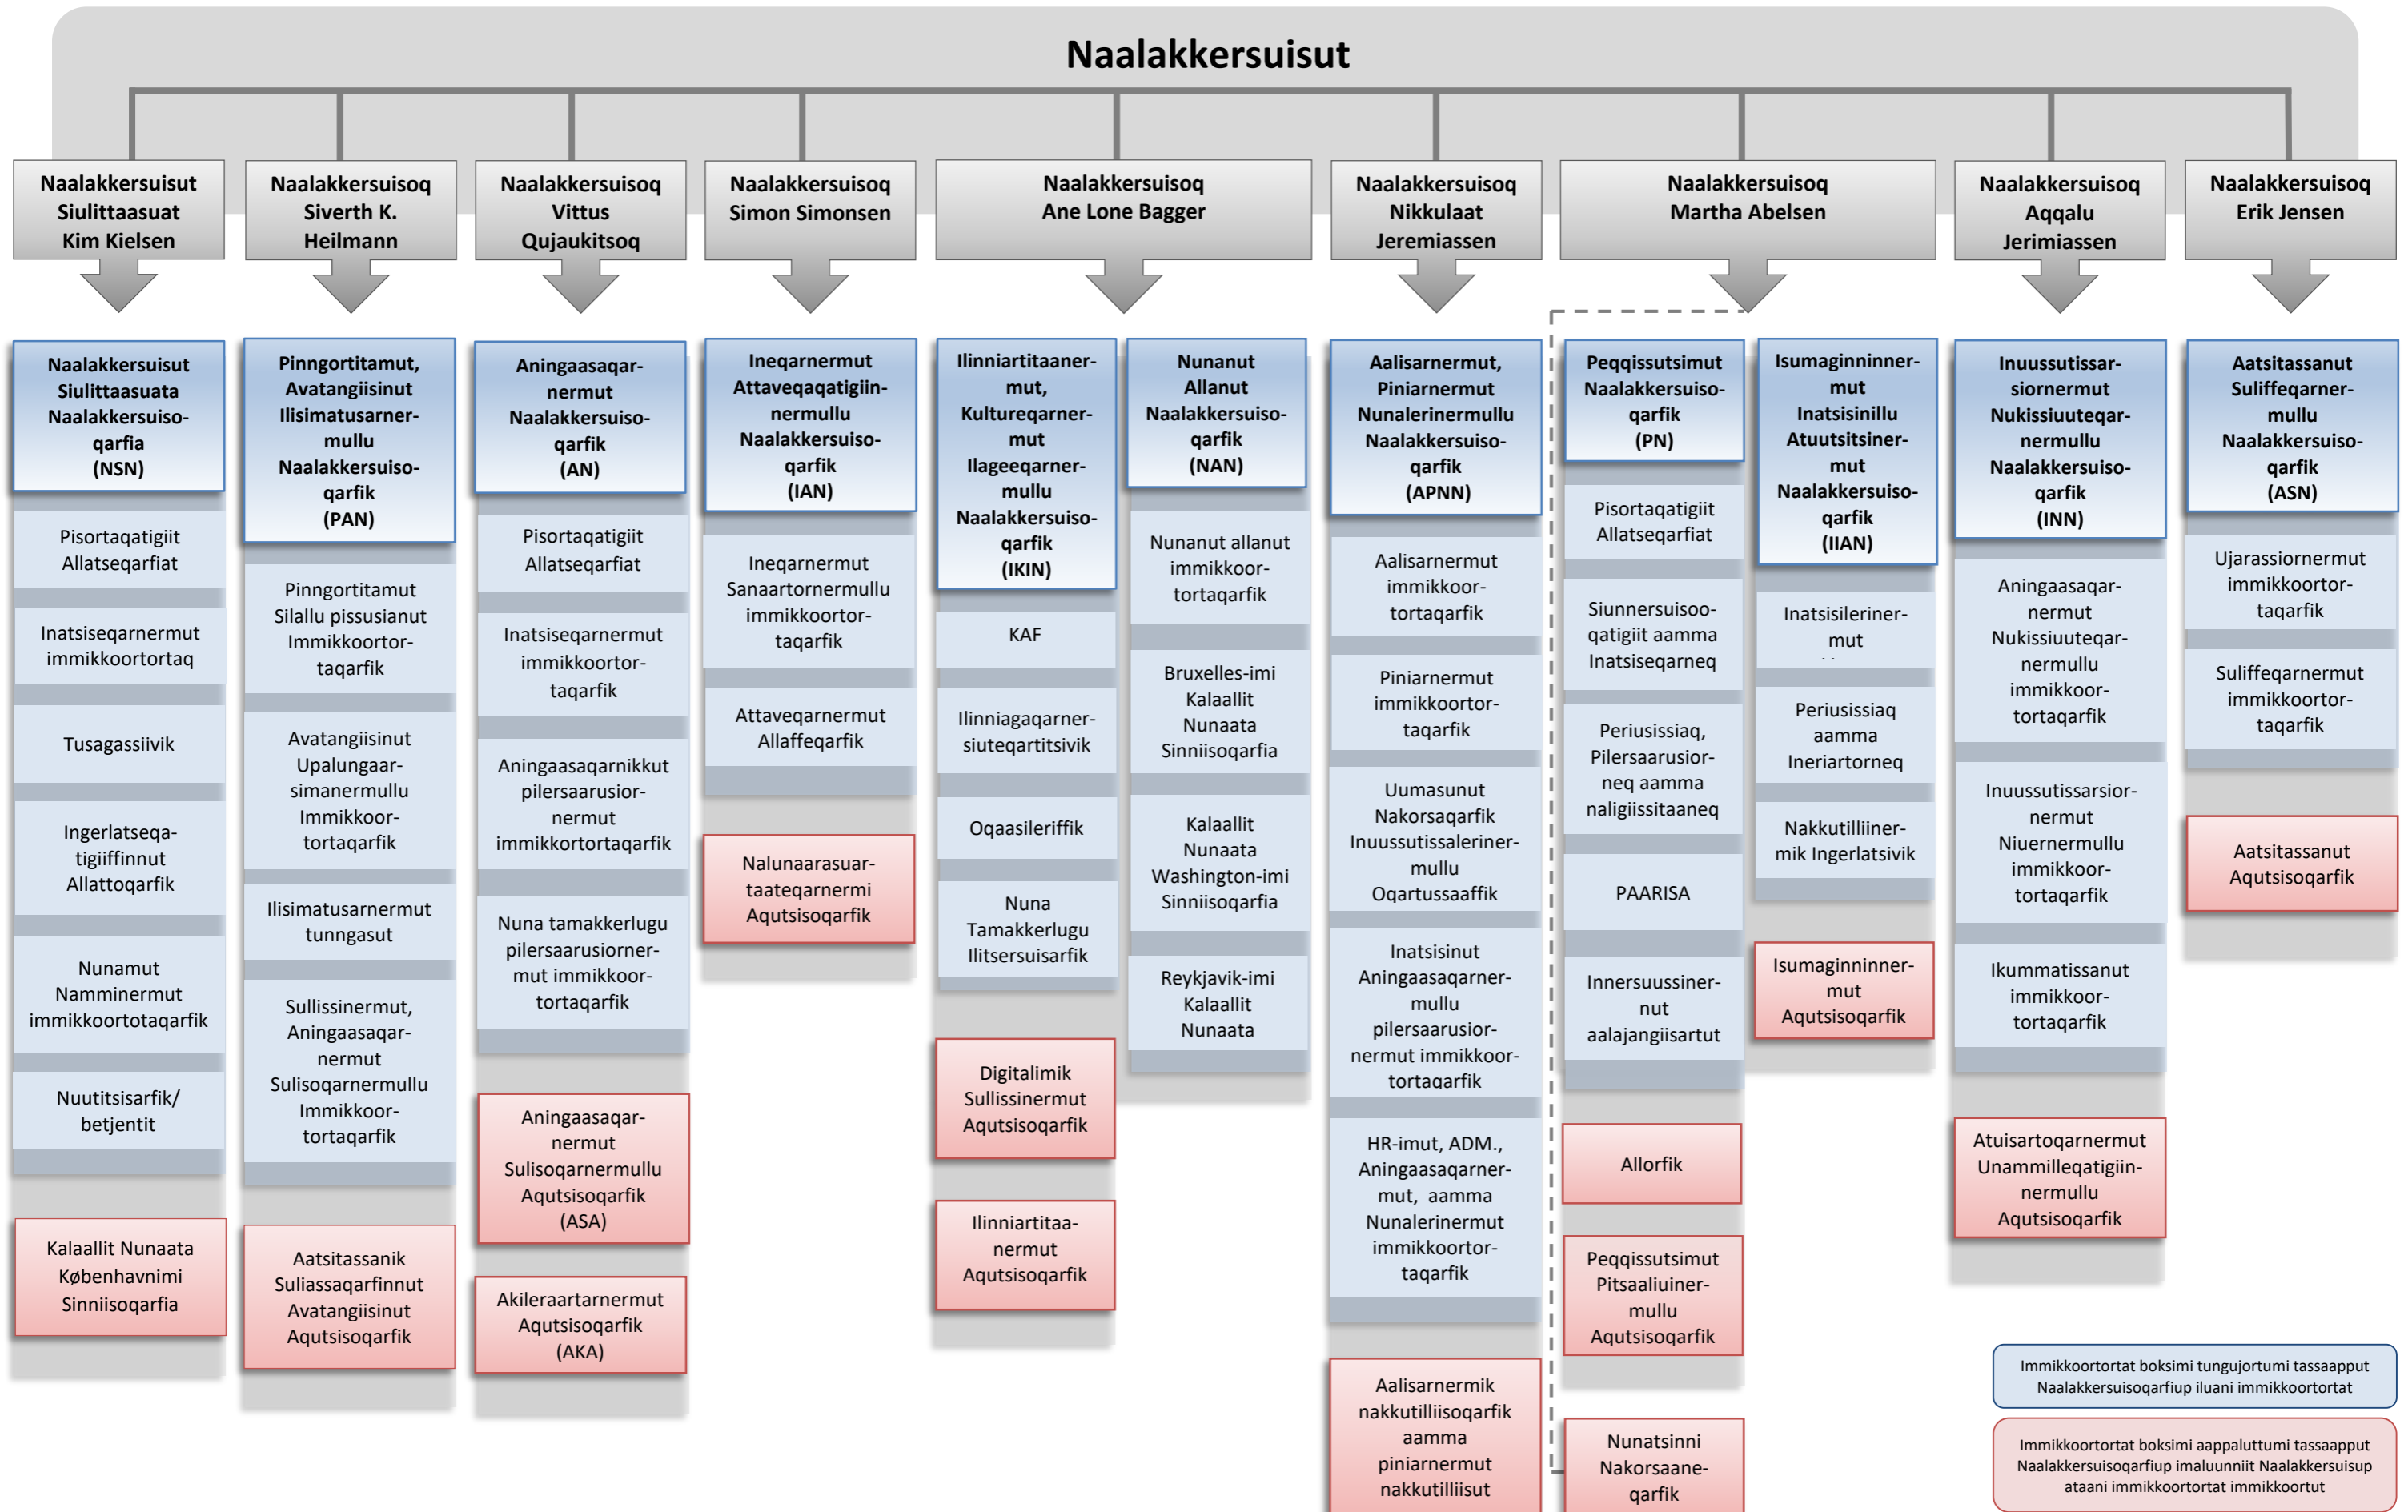 Naalakkersuisut
Naalakkersuisut
Siulittaasuat
Kim Kielsen
Naalakkersuisoq
Siverth K.
Heilmann
Naalakkersuisoq
Vittus
Qujaukitsoq
Naalakkersuisoq
Simon Simonsen
Naalakkersuisoq
Ane Lone Bagger
Naalakkersuisoq
Nikkulaat
Jeremiassen
Naalakkersuisoq
Martha Abelsen
Naalakkersuisoq
Aqqalu
Jerimiassen
Naalakkersuisoq
Erik Jensen
Naalakkersuisut
Siulittaasuata
Naalakkersuiso-
qarfia
(NSN)
Pisortaqatigiit
Allatseqarfiat
Inatsiseqarnermut
immikkoortortaq
Tusagassiivik
Ingerlatseqa-
tigiiffinnut
Allattoqarfik
Nunamut
Namminermut
immikkoortotaqarfik
Nuutitsisarfik/
betjentit
Kalaallit Nunaata
Københavnimi
Sinniisoqarfia
Pinngortitamut,
Avatangiisinut
Ilisimatusarner-
mullu
Naalakkersuiso-
qarfik
(PAN)
Pinngortitamut
Silallu pissusianut
Immikkoortor-
taqarfik
Avatangiisinut
Upalungaar-
simanermullu
Immikkoor-
tortaqarfik
Ilisimatusarnermut
tunngasut
Sullissinermut,
Aningaasaqar-
nermut
Sulisoqarnermullu
Immikkoor-
tortaqarfik
Aatsitassanik
Suliassaqarfinnut
Avatangiisinut
Aqutsisoqarfik
Aningaasaqar-
nermut
Naalakkersuiso-
qarfik
(AN)
Pisortaqatigiit
Allatseqarfiat
Inatsiseqarnermut
immikkoortor-
taqarfik
Aningaasaqarnikkut
pilersaarusior-
nermut
immikkortortaqarfik
Nuna tamakkerlugu
pilersaarusiorner-
mut immikkoor-
tortaqarfik
Aningaasaqar-
nermut
Sulisoqarnermullu
Aqutsisoqarfik
(ASA)
Akileraartarnermut
Aqutsisoqarfik
(AKA)
Ineqarnermut
Attaveqaqatigiin-
nermullu
Naalakkersuiso-
qarfik
(IAN)
Ineqarnermut
Sanaartornermullu
immikkoortor-
taqarfik
Attaveqarnermut
Allaffeqarfik
Nalunaarasuar-
taateqarnermi
Aqutsisoqarfik
Ilinniartitaaner-
mut,
Kultureqarner-
mut
Ilageeqarner-
mullu
Naalakkersuiso-
qarfik
(IKIN)
KAF
Ilinniagaqarner-
siuteqartitsivik
Oqaasileriffik
Nuna
Tamakkerlugu
Ilitsersuisarfik
Digitalimik
Sullissinermut
Aqutsisoqarfik
Ilinniartitaa-
nermut
Aqutsisoqarfik
Nunanut
Allanut
Naalakkersuiso-
qarfik
(NAN)
Nunanut allanut
immikkoor-
tortaqarfik
Bruxelles-imi
Kalaallit
Nunaata
Sinniisoqarfia
Kalaallit
Nunaata
Washington-imi
Sinniisoqarfia
Reykjavik-imi
Kalaallit
Nunaata
Aalisarnermut,
Piniarnermut
Nunalerinermullu
Naalakkersuiso-
qarfik
(APNN)
Aalisarnermut
immikkoor-
tortaqarfik
Piniarnermut
immikkoortor-
taqarfik
Uumasunut
Nakorsaqarfik
Inuussutissaleriner-
mullu
Oqartussaaffik
Inatsisinut
Aningaasaqarner-
mullu
pilersaarusior-
nermut immikkoor-
tortaqarfik
HR-imut, ADM.,
Aningaasaqarner-
mut, aamma
Nunalerinermut
immikkoortor-
taqarfik
Aalisarnermik
nakkutilliisoqarfik
aamma
piniarnermut
nakkutilliisut
Peqqissutsimut
Naalakkersuiso-
qarfik
(PN)
Pisortaqatigiit
Allatseqarfiat
Siunnersuisoo-
qatigiit aamma
Inatsiseqarneq
Periusissiaq,
Pilersaarusior-
neq aamma
naligiissitaaneq
PAARISA
Innersuussiner-
nut
aalajangiisartut
Allorfik
Peqqissutsimut
Pitsaaliuiner-
mullu
Aqutsisoqarfik
Nunatsinni
Nakorsaane-
qarfik
Isumaginninner-
mut
Inatsisinillu
Atuutsitsiner-
mut
Naalakkersuiso-
qarfik
(IIAN)
Inatsisileriner-
mut
Periusissiaq
aamma
Ineriartorneq
Nakkutilliiner-
mik Ingerlatsivik
Isumaginninner-
mut
Aqutsisoqarfik
Inuussutissar-
siornermut
Nukissiuuteqar-
nermullu
Naalakkersuiso-
qarfik
(INN)
Aningaasaqar-
nermut
Nukissiuuteqar-
nermullu
immikkoor-
tortaqarfik
Inuussutissarsior-
nermut
Niuernermullu
immikkoor-
tortaqarfik
Ikummatissanut
immikkoor-
tortaqarfik
Atuisartoqarnermut
Unammilleqatigiin-
nermullu
Aqutsisoqarfik
Aatsitassanut
Suliffeqarner-
mullu
Naalakkersuiso-
qarfik
(ASN)
Ujarassiornermut
immikkoortor-
taqarfik
Suliffeqarnermut
immikkoortor-
taqarfik
Aatsitassanut
Aqutsisoqarfik
Immikkoortortat boksimi tungujortumi tassaapput
Naalakkersuisoqarfiup iluani immikkoortortat
Immikkoortortat boksimi aappaluttumi tassaapput
Naalakkersuisoqarfiup imaluunniit Naalakkersuisup
ataani immikkoortortat immikkoortut